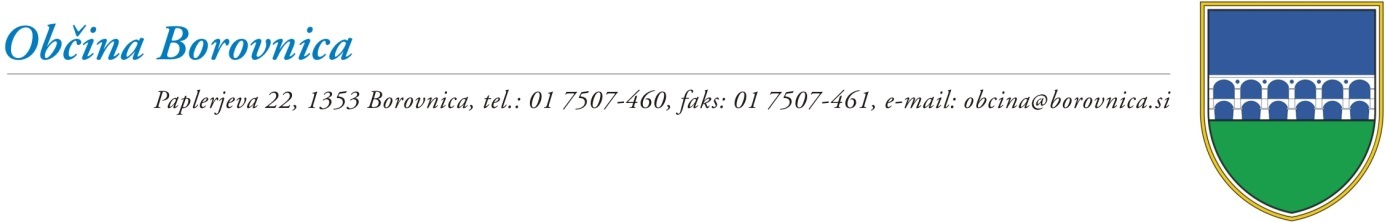 Občina Borovnica
Paplerjeva 22, 1353 Borovnica, tel.: 01 7507-460, faks: 01 7507-461, e-mail: obcina@borovnica.si